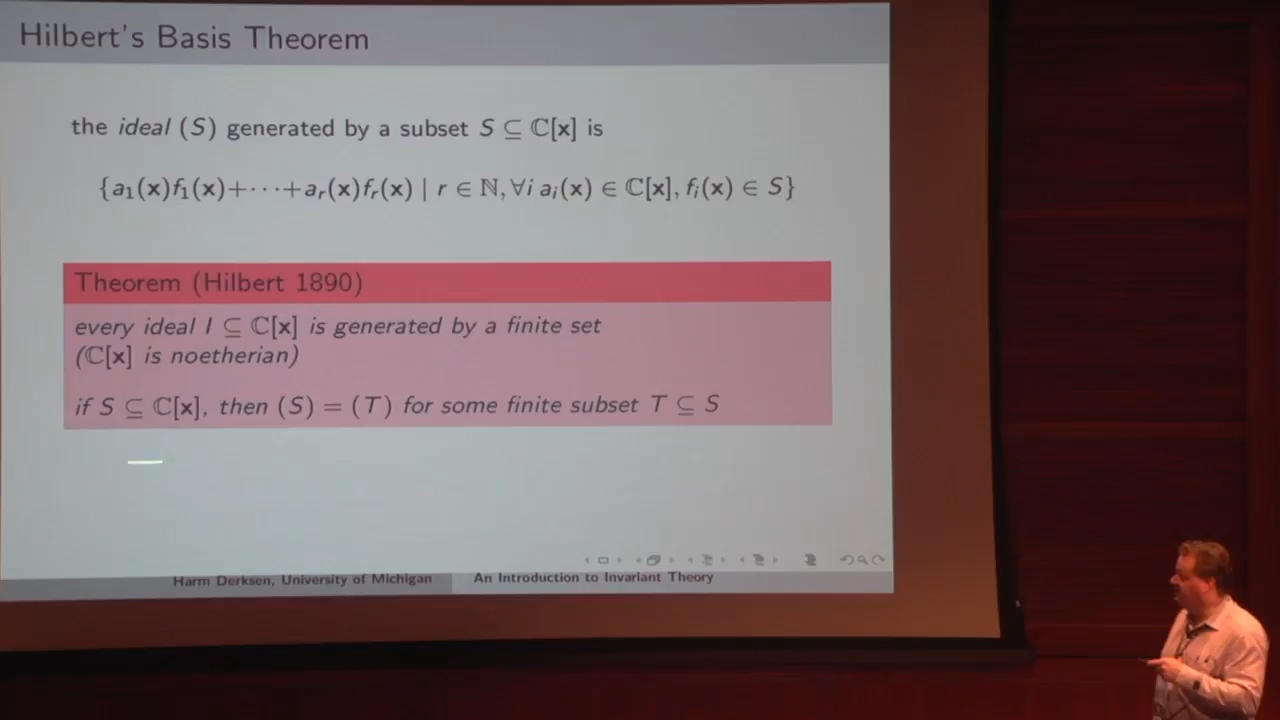 Hilbert's Basis Theorem
the ideal (S) generated by a subset S ⊆ ℂ[x] is
{a₁(x)f₁(x)+···+aᵣ(x)fᵣ(x) | r ∈ ℕ, ∀i aᵢ(x) ∈ ℂ[x], fᵢ(x) ∈ S}
Theorem (Hilbert 1890)
every ideal I ⊆ ℂ[x] is generated by a finite set
(ℂ[x] is noetherian)
if S ⊆ ℂ[x], then (S) = (T) for some finite subset T ⊆ S
Harm Derksen, University of Michigan An Introduction to Invariant Theory